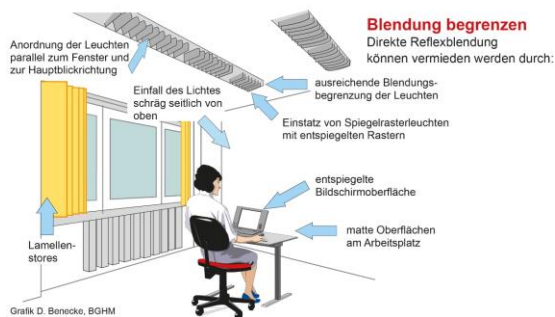 Blendung begrenzen
Direkte Reflexblendung
können vermieden werden durch:
Anordnung der Leuchten
parallel zum Fenster und
zur Hauptblickrichtung
Einfall des Lichtes
schräg seitlich von
oben
ausreichende Blendungs-
begrenzung der Leuchten
Einstatz von Spiegelrasterleuchten
mit entspiegelten Rastern
entspiegelte
Bildschirmoberfläche
matte Oberflächen
am Arbeitsplatz
Lamellen-
stores
Grafik D. Benecke, BGHM